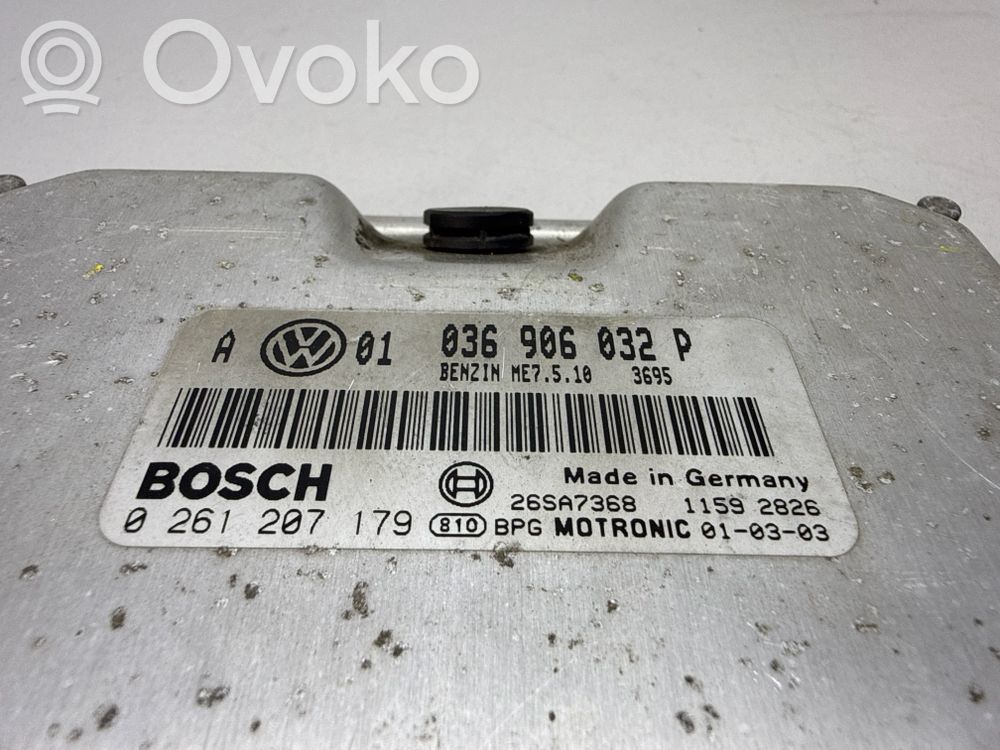 Ovoko
A VW 01 036 906 032 P
BENZIN ME7.5.10 3695
BOSCH Made in Germany
26SA7368 1159 2826
0 261 207 179 810 BPG MOTRONIC 01-03-03